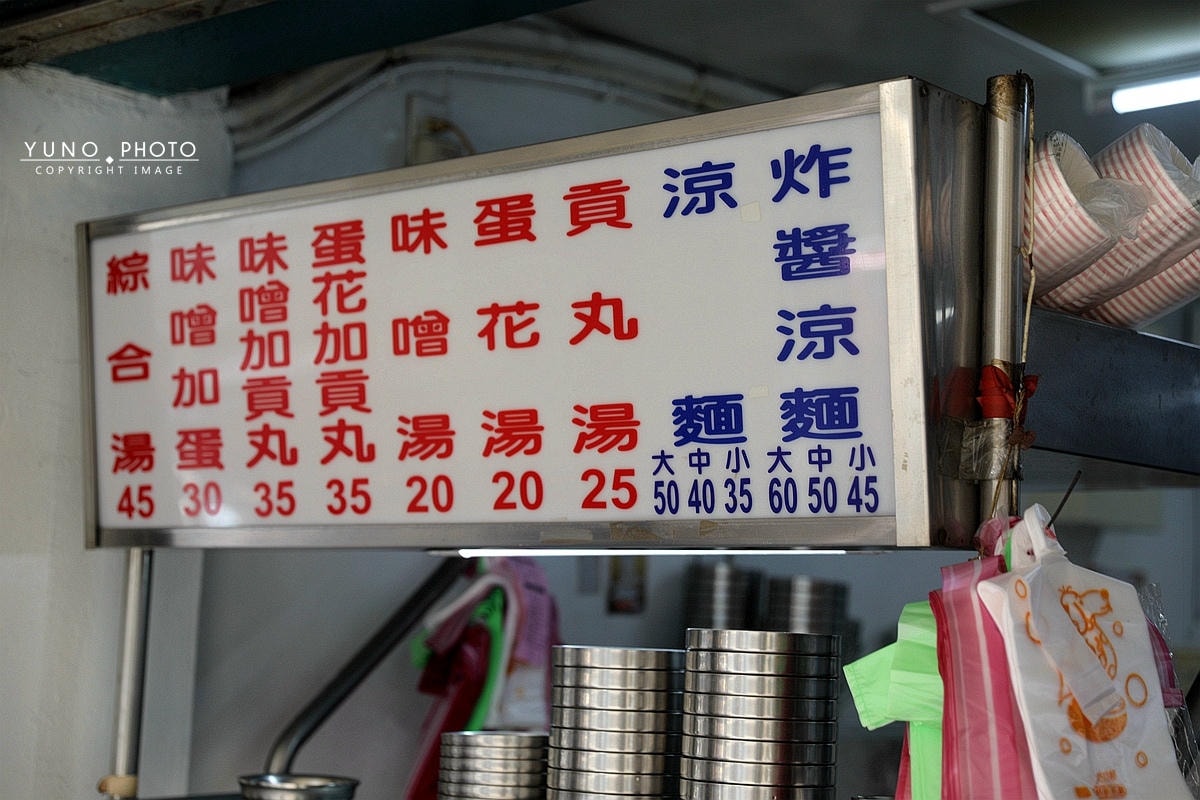 YUNO PHOTO
COPYRIGHT IMAGE
炸醬涼麵
大 中 小
60 50 45
涼麵
大 中 小
50 40 35
貢丸湯
25
蛋花湯
20
味噌湯
20
蛋花加貢丸
35
味噌加貢丸
35
味噌加蛋
30
綜合湯
45